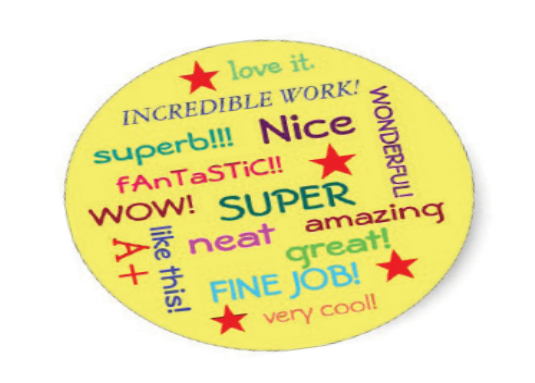 love it.
INCREDIBLE WORK!
superb!!! Nice
WONDERFUL!
fAnTaSTiC!!
WOW! SUPER
amazing
A+
like this!
neat
great!
FINE JOB!
very cool!